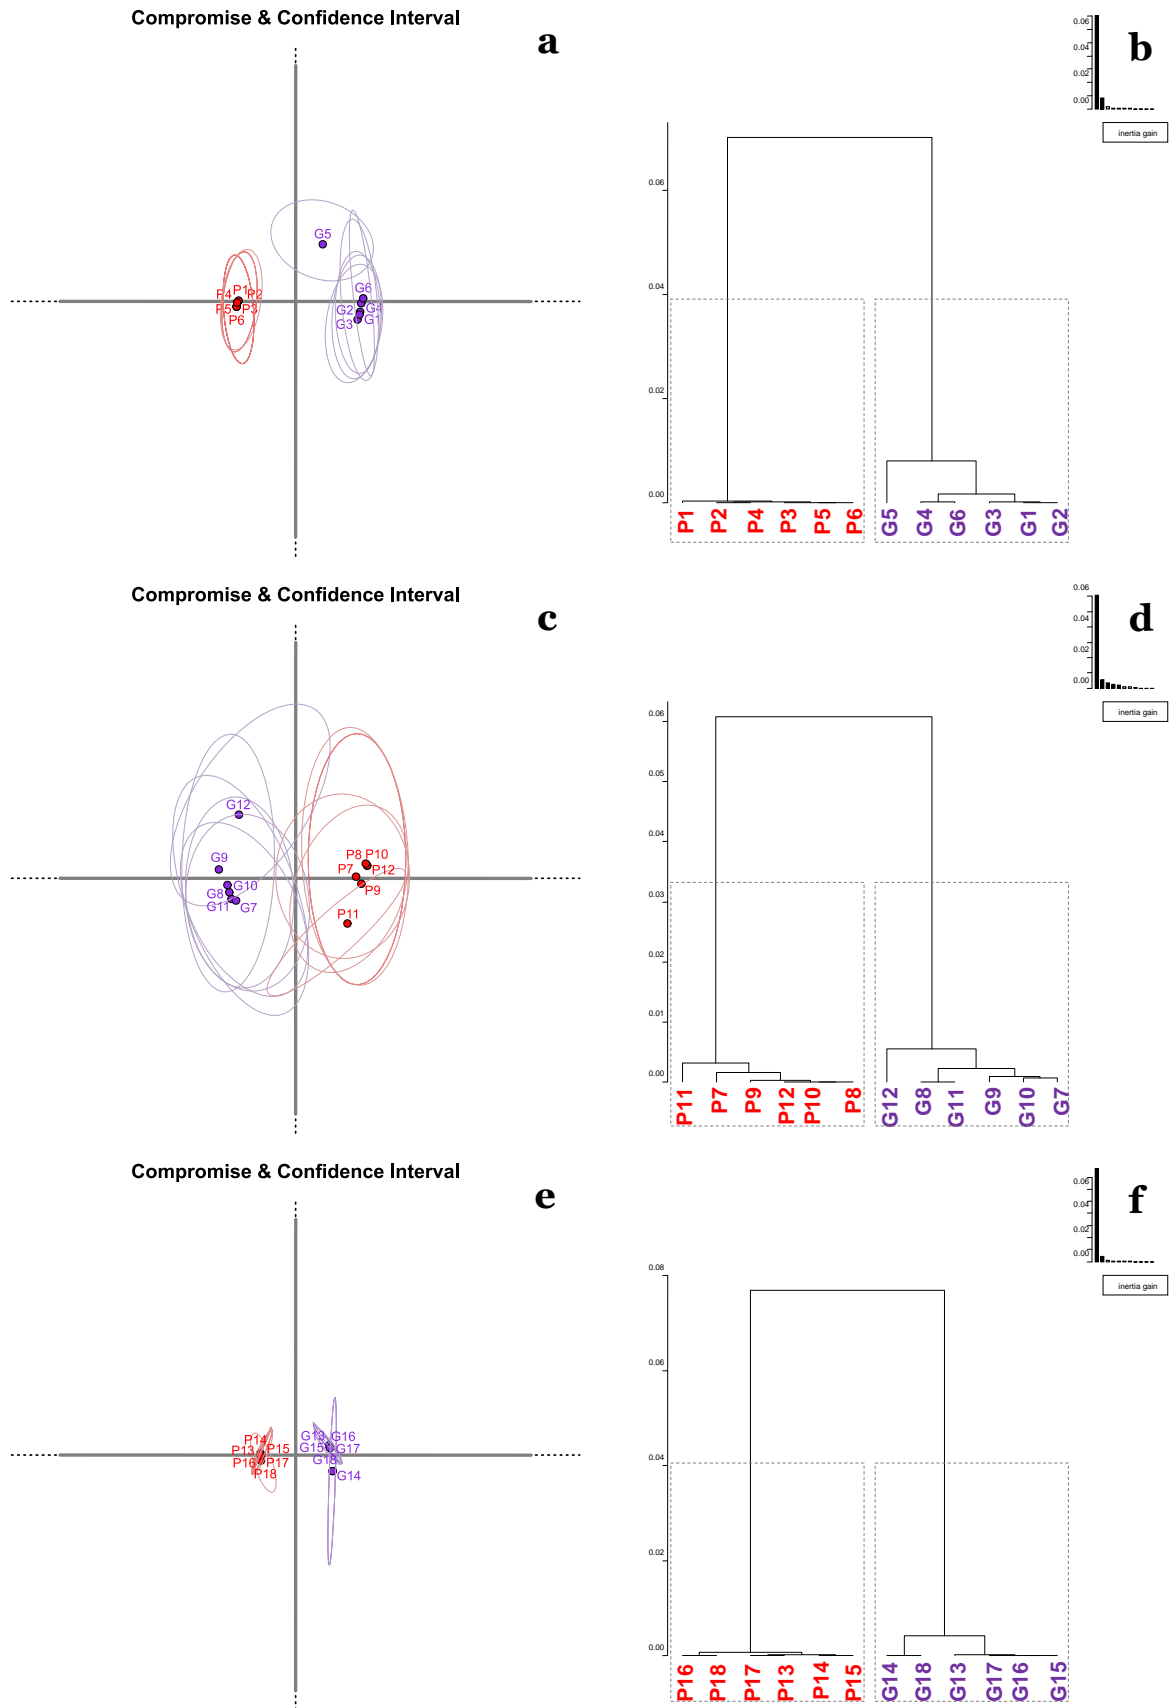 Compromise & Confidence Interval
a
G5
G6
G4
G2
G1
G3
P4 P1 P2
P5 P3
P6
b
0.06
0.04
0.02
0.00
inertia gain
0.06
0.04
0.02
0.00
P1 P2 P4 P3 P5 P6 G5 G4 G6 G3 G1 G2
Compromise & Confidence Interval
c
G12
G9
G10
G8
G11 G7
P8 P10
P7 P12
P9
P11
d
0.06
0.04
0.02
0.00
inertia gain
0.06
0.05
0.04
0.03
0.02
0.01
0.00
P11 P7 P9 P12 P10 P8 G12 G8 G11 G9 G10 G7
Compromise & Confidence Interval
e
P14
P13 P15
P16 P17
P18
G13 G16
G15 G17
G18
G14
f
0.06
0.04
0.02
0.00
inertia gain
0.08
0.06
0.04
0.02
0.00
P16 P18 P17 P13 P14 P15 G14 G18 G13 G17 G16 G15